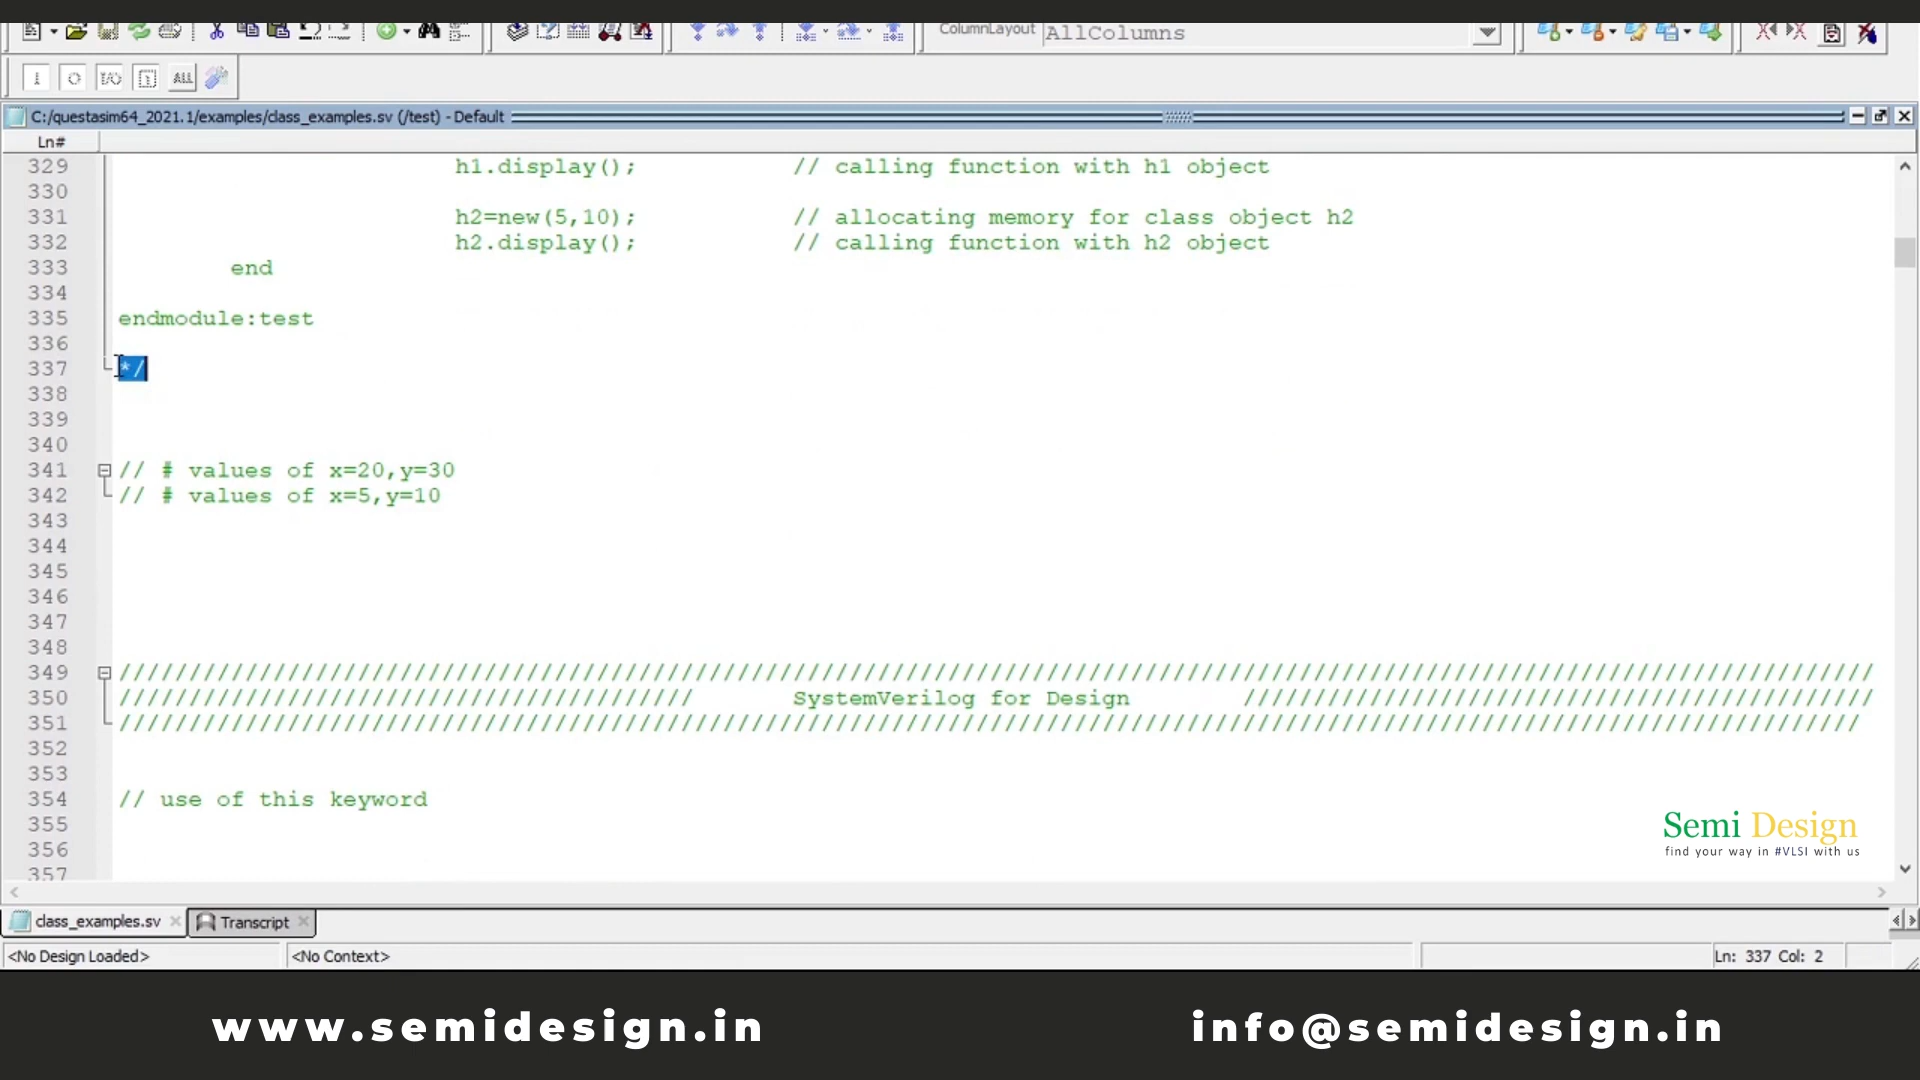 ColumnLayout AllColumns
ALL
C:/questasim64_2021.1/examples/class_examples.sv (/test) - Default
Ln#
329 h1.display(); // calling function with h1 object
330
331 h2=new(5,10); // allocating memory for class object h2
332 h2.display(); // calling function with h2 object
333 end
334
335 endmodule:test
336
337 */
338
339
340
341 // # values of x=20,y=30
342 // # values of x=5,y=10
343
344
345
346
347
348
349 /////////////////////////////////////////////////////////////////////////////////////////////////////////////////////////////
350 ///////////////////////////////////////// SystemVerilog for Design /////////////////////////////////////////////
351 ////////////////////////////////////////////////////////////////////////////////////////////////////////////////////////////
352
353
354 // use of this keyword
355
356
357
Semi Design
find your way in #VLSI with us
class_examples.sv Transcript
<No Design Loaded> <No Context> Ln: 337 Col: 2
www.semidesign.in info@semidesign.in